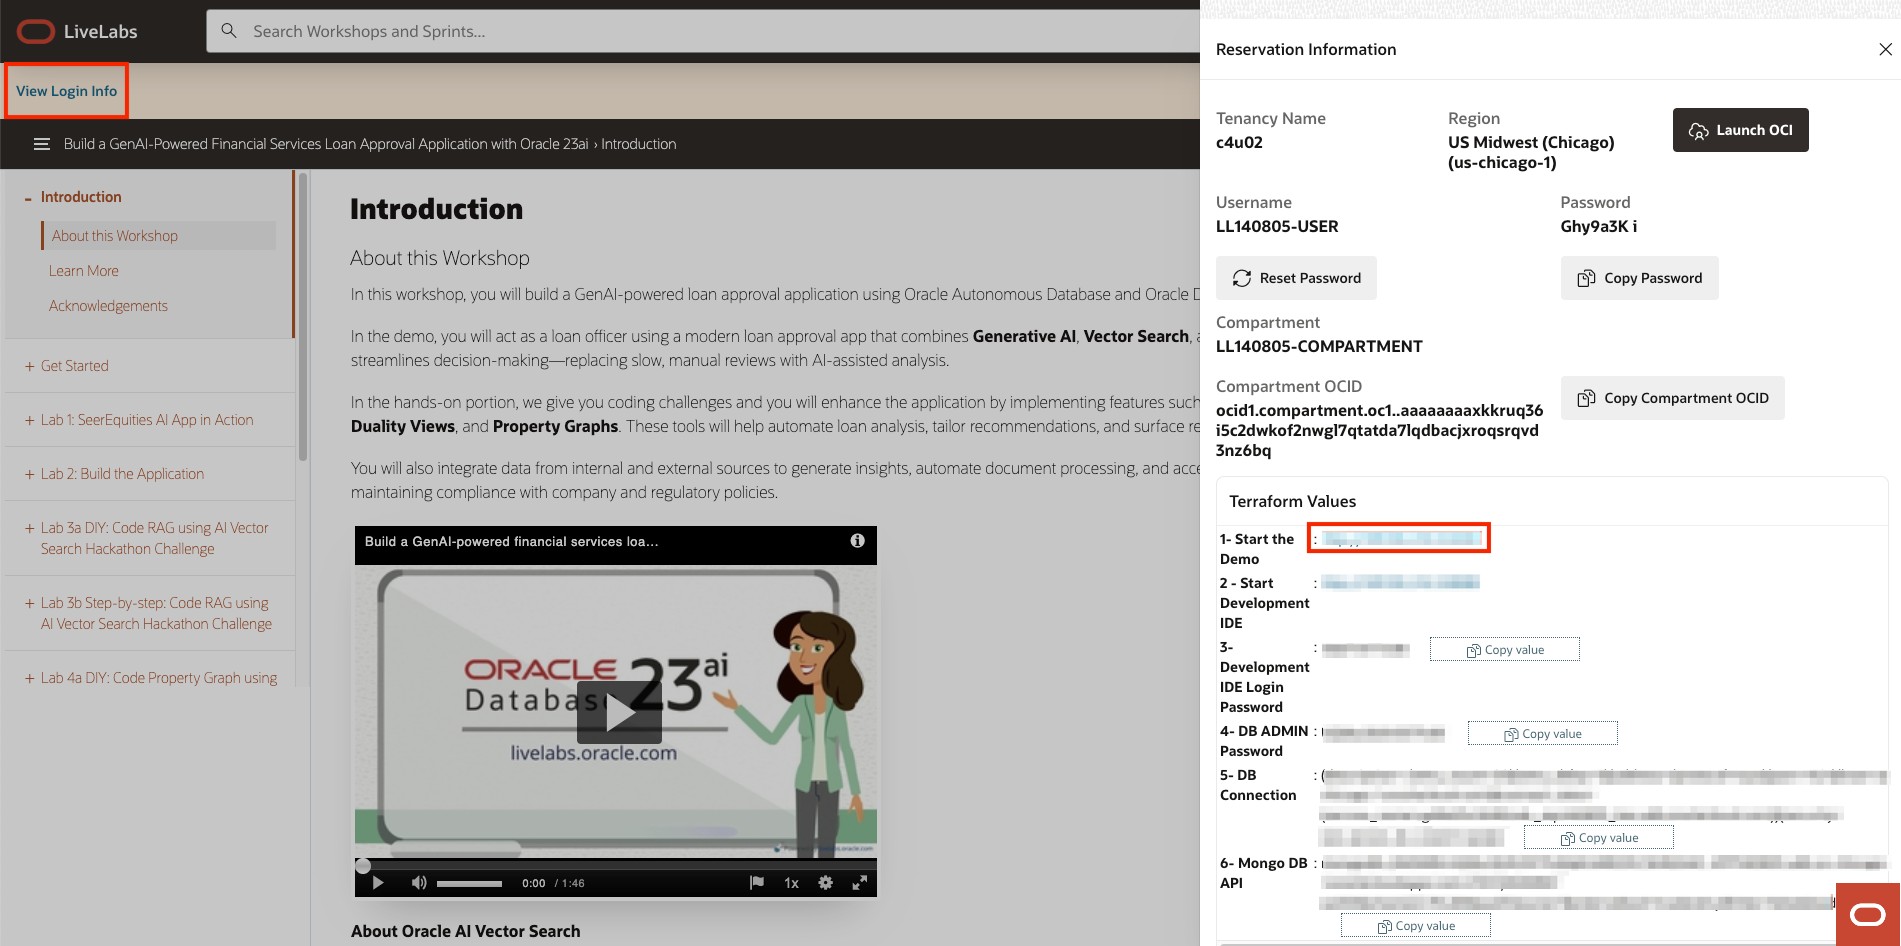 LiveLabs
Search Workshops and Sprints...
View Login Info
Build a GenAI-Powered Financial Services Loan Approval Application with Oracle 23ai › Introduction
- Introduction
About this Workshop
Learn More
Acknowledgements
+ Get Started
+ Lab 1: SeerEquities AI App in Action
+ Lab 2: Build the Application
+ Lab 3a DIY: Code RAG using AI Vector
Search Hackathon Challenge
+ Lab 3b Step-by-step: Code RAG using
AI Vector Search Hackathon Challenge
+ Lab 4a DIY: Code Property Graph using
Introduction
About this Workshop
In this workshop, you will build a GenAI-powered loan approval application using Oracle Autonomous Database and Oracle D
In the demo, you will act as a loan officer using a modern loan approval app that combines Generative AI, Vector Search,
streamlines decision-making—replacing slow, manual reviews with AI-assisted analysis.
In the hands-on portion, we give you coding challenges and you will enhance the application by implementing features such
Duality Views, and Property Graphs. These tools will help automate loan analysis, tailor recommendations, and surface re
You will also integrate data from internal and external sources to generate insights, automate document processing, and acce
maintaining compliance with company and regulatory policies.
Build a GenAI-powered financial services loa...
ORACLE
Database 23ai
livelabs.oracle.com
0:00 / 1:46
1x
About Oracle AI Vector Search
Reservation Information
Tenancy Name
c4u02
Region
US Midwest (Chicago)
(us-chicago-1)
Launch OCI
Username
LL140805-USER
Password
Ghy9a3K i
Reset Password
Copy Password
Compartment
LL140805-COMPARTMENT
Compartment OCID
ocid1.compartment.oc1..aaaaaaaaxkkruq36
i5c2dwkof2nwgl7qtatda7lqdbacjxroqsrqvd
3nz6bq
Copy Compartment OCID
Terraform Values
1- Start the
Demo
:
2 - Start
Development
IDE
:
3-
Development
IDE Login
Password
:
Copy value
4- DB ADMIN
Password
:
Copy value
5- DB
Connection
: (
Copy value
6- Mongo DB
API
:
Copy value